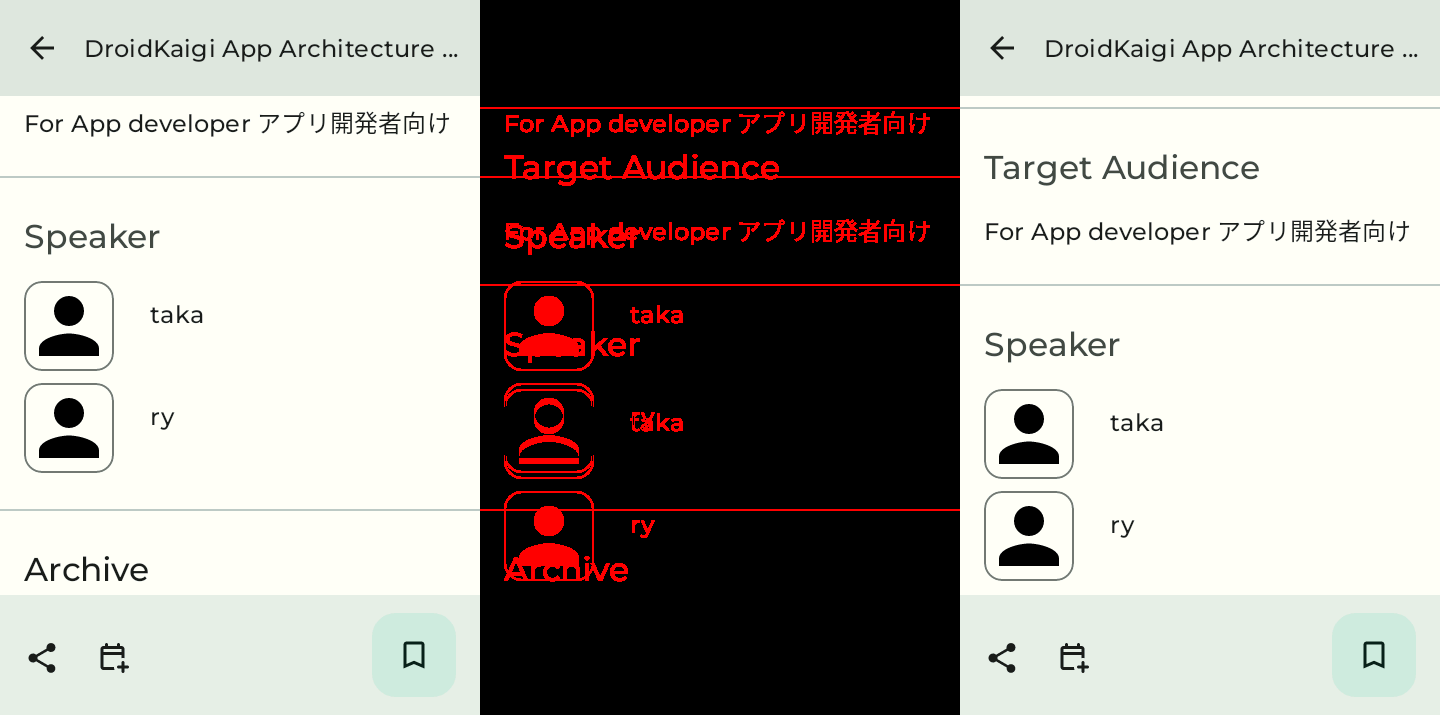 DroidKaigi App Architecture ...
For App developer アプリ開発者向け
Speaker
taka
ry
Archive
For App developer アプリ開発者向け
Target Audience
For App developer アプリ開発者向け
Speaker
taka
Speaker
ry
taka
ry
Archive
DroidKaigi App Architecture ...
Target Audience
For App developer アプリ開発者向け
Speaker
taka
ry